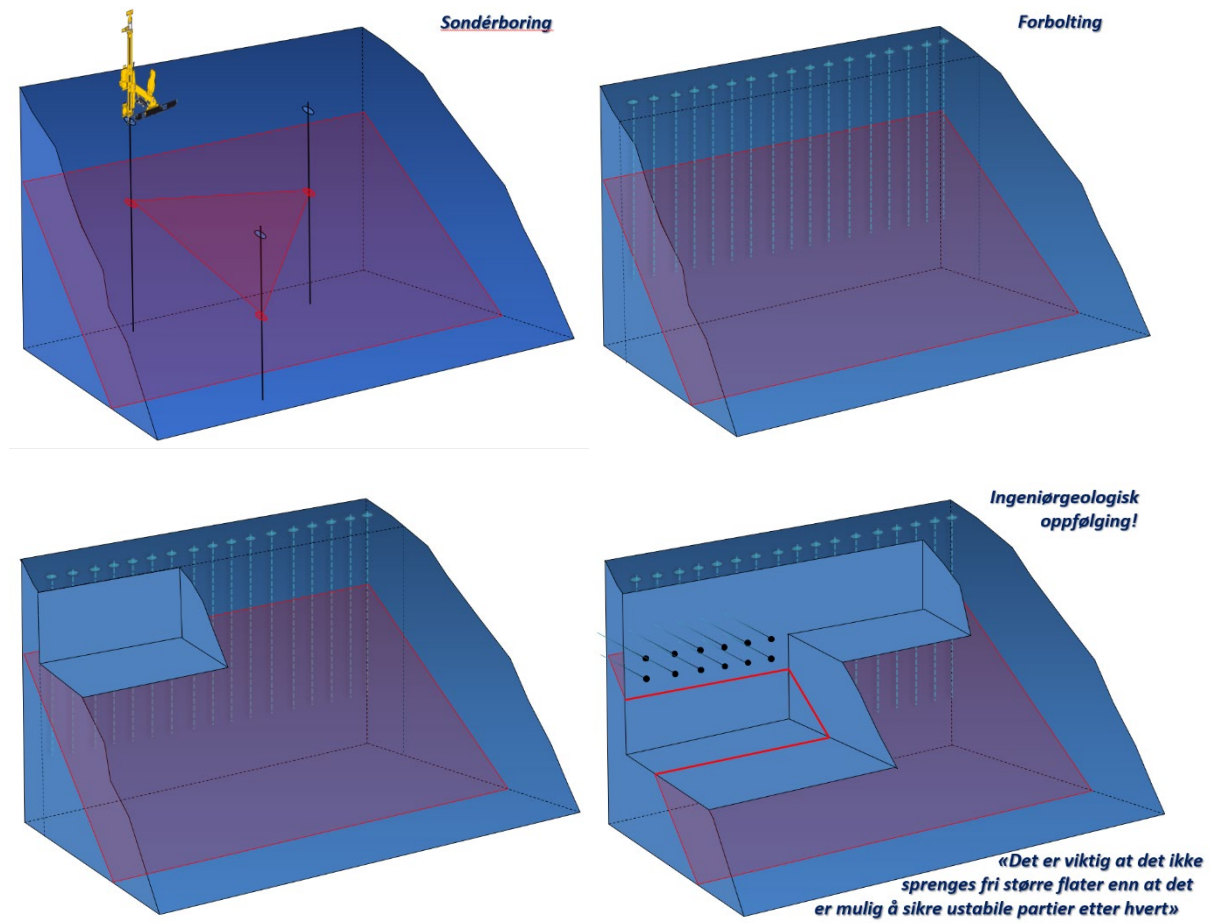 Sondérboring
Forbolting
Ingeniørgeologisk
oppfølging!
«Det er viktig at det ikke
sprenges fri større flater enn at det
er mulig å sikre ustabile partier etter hvert»